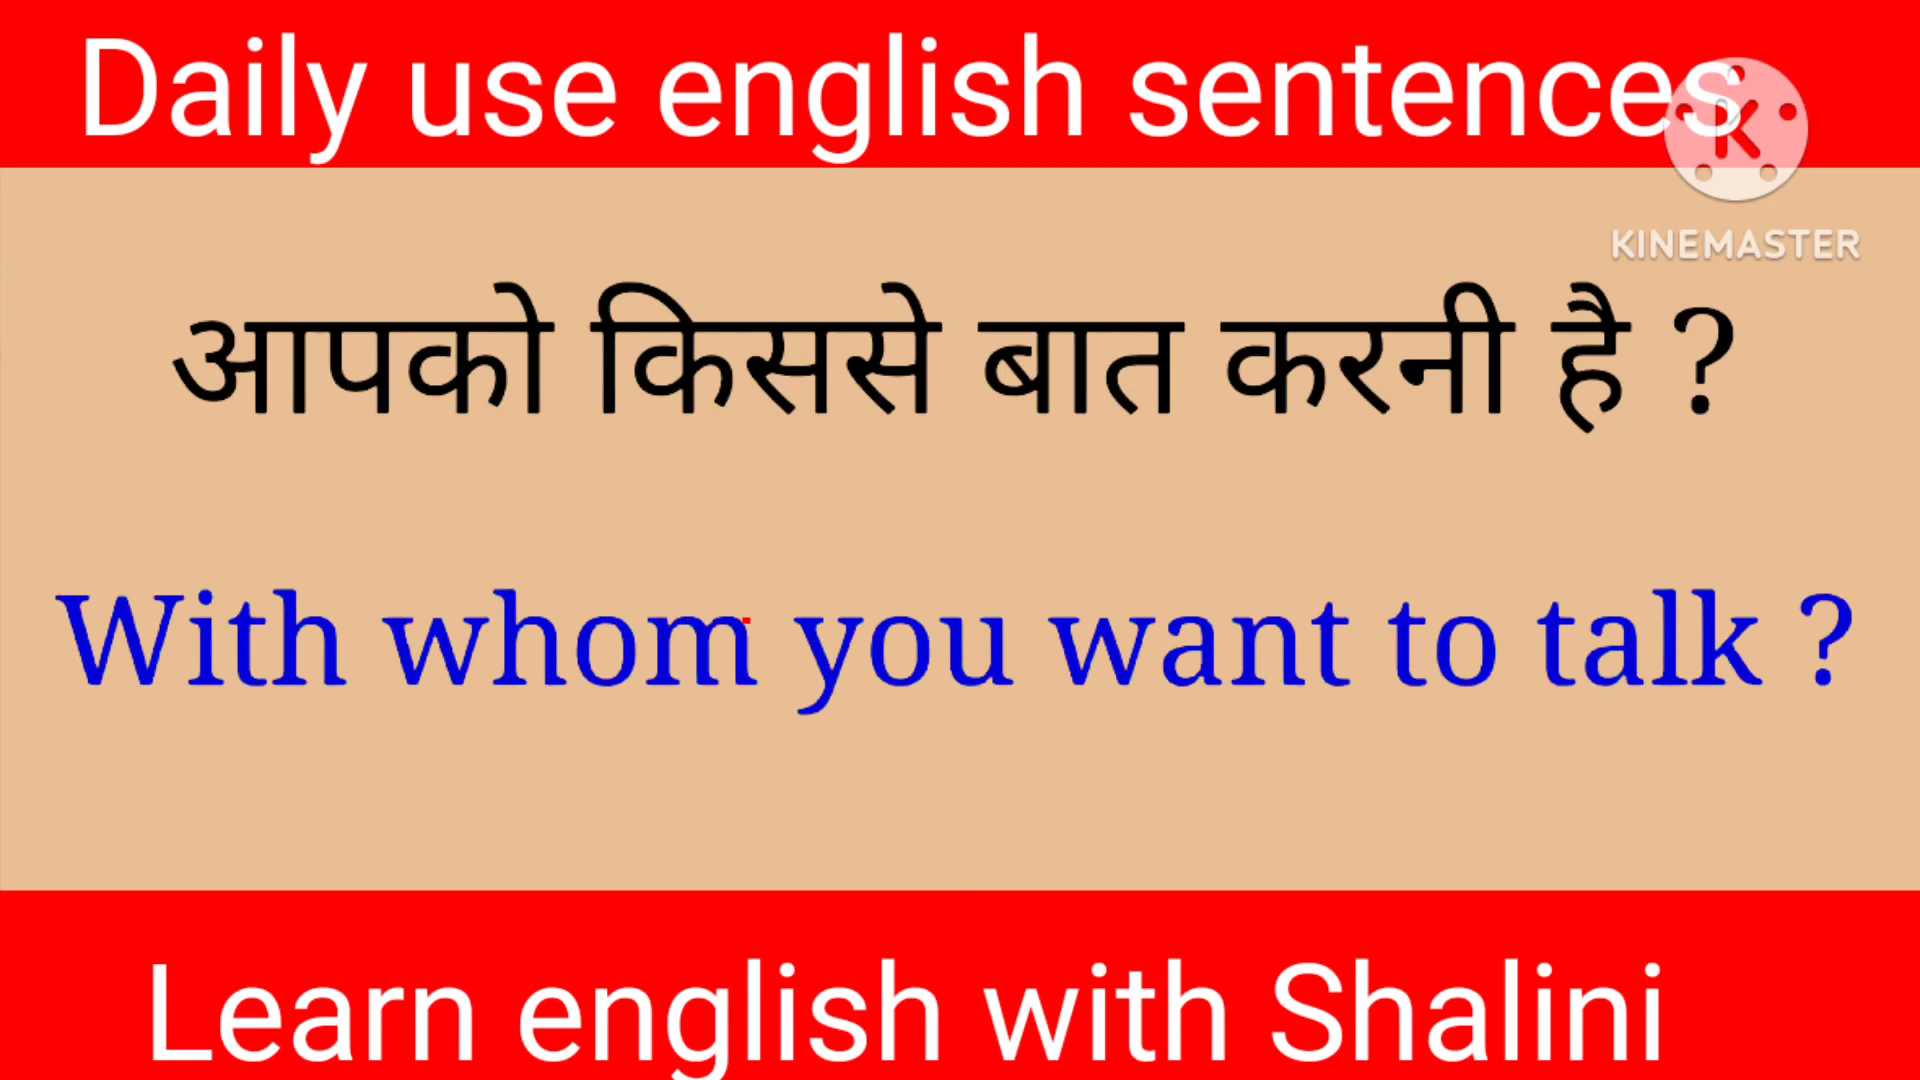 Daily use english sentences
KINEMASTER
आपको किससे बात करनी है ?
With whom you want to talk ?
Learn english with Shalini